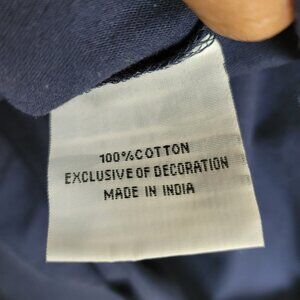 100%COTTON
EXCLUSIVE OF DECORATION
MADE IN INDIA